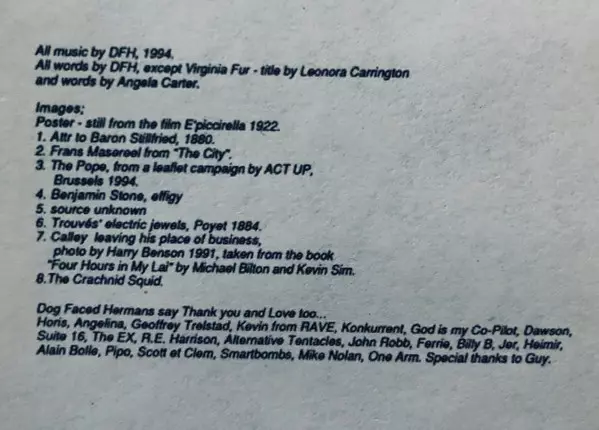 All music by DFH, 1994.
All words by DFH, except Virginia Fur - title by Leonora Carrington
and words by Angela Carter.
Images;
Poster - still from the film E'piccirella 1922.
1. Attr to Baron Stillfried, 1880.
2. Frans Masereel from "The City".
3. The Pope, from a leaflet campaign by ACT UP,
Brussels 1994.
4. Benjamin Stone, effigy
5. source unknown
6. Trouvés' electric jewels, Poyet 1884.
7. Calley leaving his place of business,
photo by Harry Benson 1991, taken from the book
"Four Hours in My Lai" by Michael Bilton and Kevin Sim.
8.The Crachnid Squid.
Dog Faced Hermans say Thank you and Love too...
Horis, Angelina, Geoffrey Trelstad, Kevin from RAVE, Konkurrent, God is my Co-Pilot, Dawson,
Suite 16, The EX, R.E. Harrison, Alternative Tentacles, John Robb, Ferrie, Billy B, Jer, Heimir,
Alain Bolle, Pipo, Scott et Clem, Smartbombs, Mike Nolan, One Arm. Special thanks to Guy.